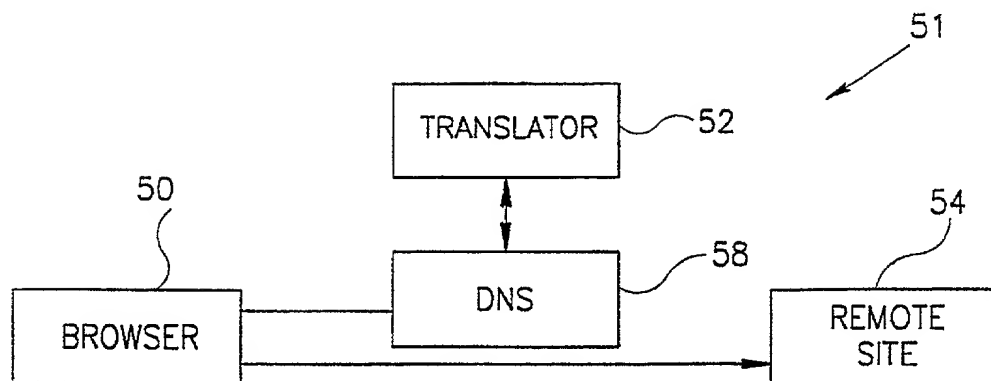 51
TRANSLATOR
52
50
54
58
DNS
BROWSER
REMOTE
SITE